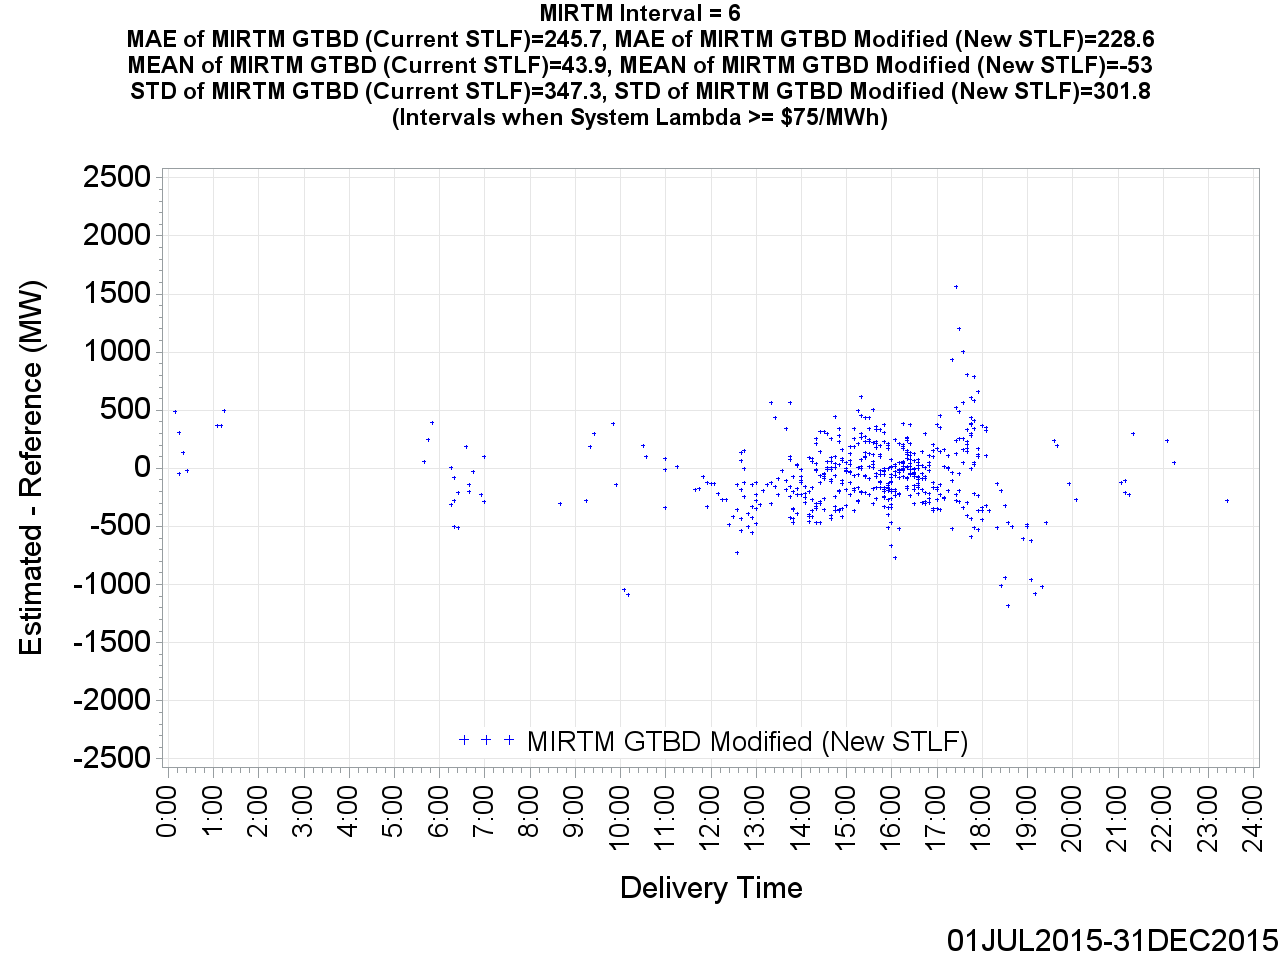 MIRTM Interval = 6
MAE of MIRTM GTBD (Current STLF)=245.7, MAE of MIRTM GTBD Modified (New STLF)=228.6
MEAN of MIRTM GTBD (Current STLF)=43.9, MEAN of MIRTM GTBD Modified (New STLF)=-53
STD of MIRTM GTBD (Current STLF)=347.3, STD of MIRTM GTBD Modified (New STLF)=301.8
(Intervals when System Lambda >= $75/MWh)
Estimated - Reference (MW)
2500
2000
1500
1000
500
0
-500
-1000
-1500
-2000
-2500
MIRTM GTBD Modified (New STLF)
0:00 1:00 2:00 3:00 4:00 5:00 6:00 7:00 8:00 9:00 10:00 11:00 12:00 13:00 14:00 15:00 16:00 17:00 18:00 19:00 20:00 21:00 22:00 23:00 24:00
Delivery Time
01JUL2015-31DEC2015